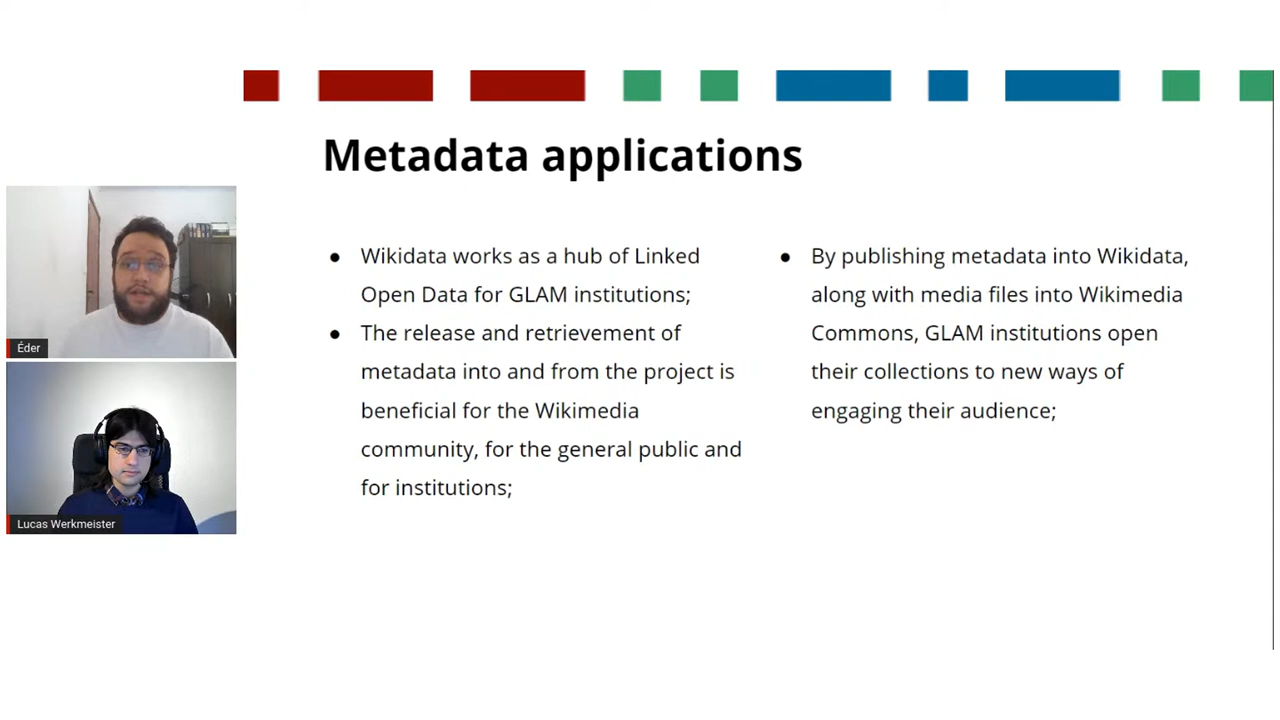 Metadata applications
Éder
Lucas Werkmeister
● Wikidata works as a hub of Linked
Open Data for GLAM institutions;
● The release and retrievement of
metadata into and from the project is
beneficial for the Wikimedia
community, for the general public and
for institutions;
● By publishing metadata into Wikidata,
along with media files into Wikimedia
Commons, GLAM institutions open
their collections to new ways of
engaging their audience;